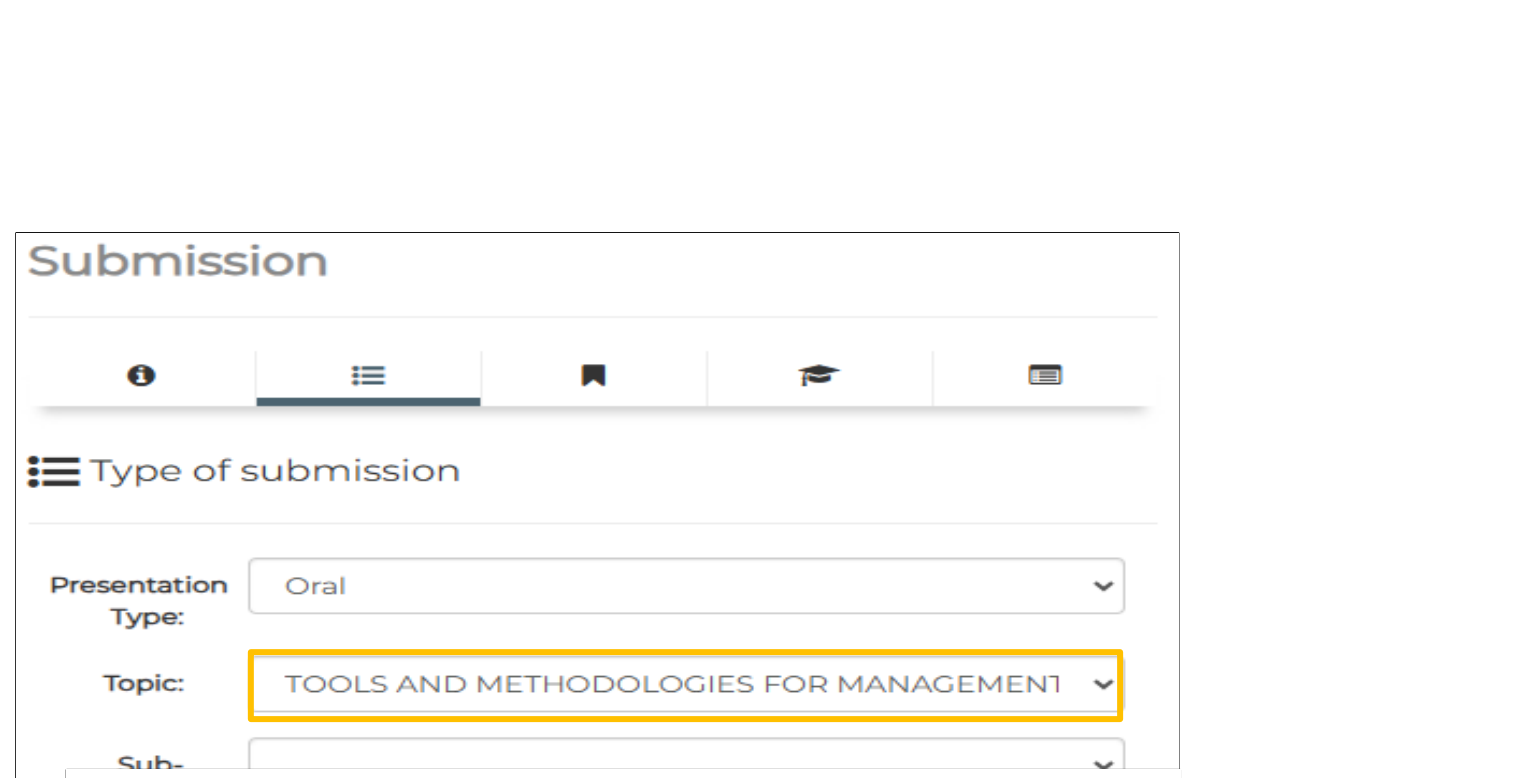 Submission
Type of submission
Presentation Type:
Oral
Topic:
TOOLS AND METHODOLOGIES FOR MANAGEMENT
Sub-